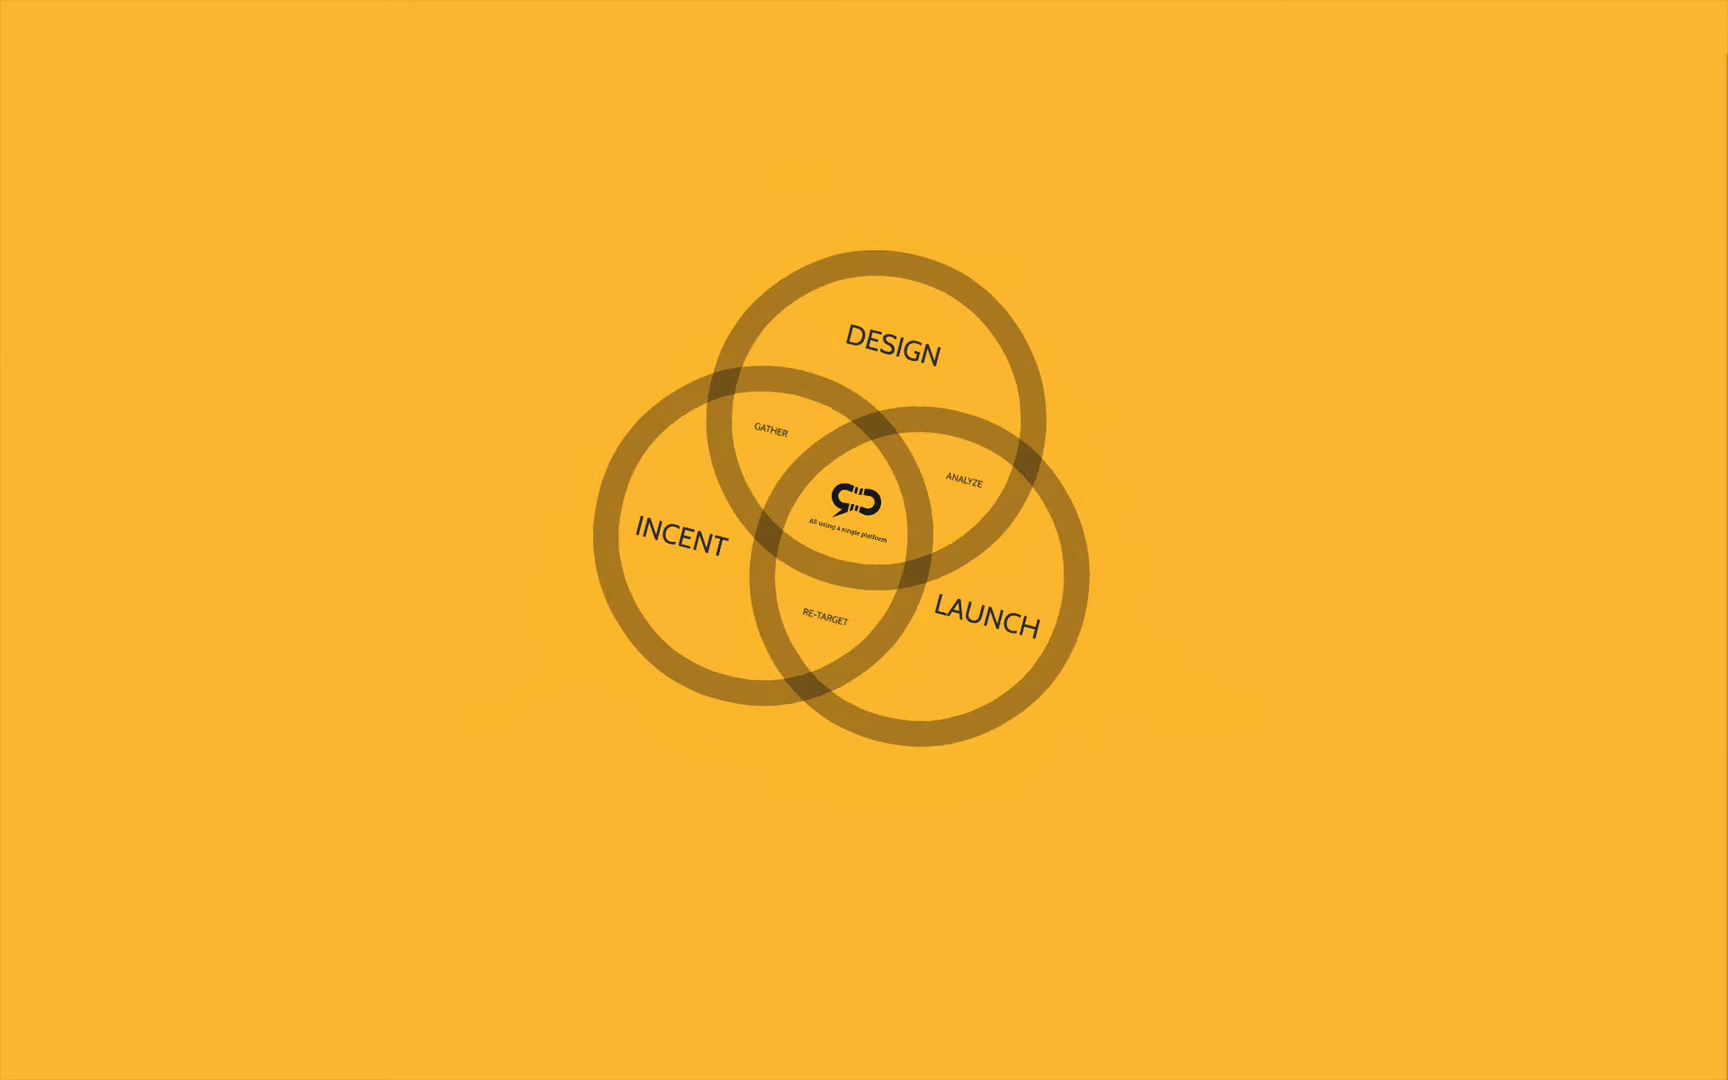 DESIGN
GATHER
ANALYZE
All using a single platform
INCENT
LAUNCH
RE-TARGET